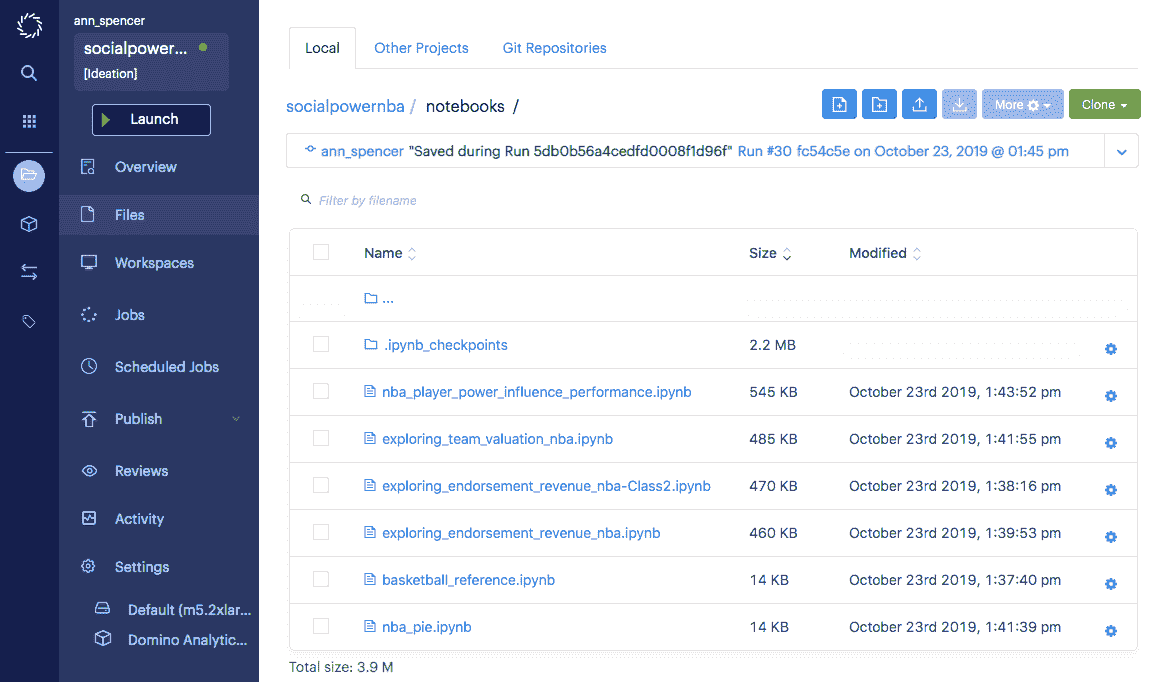 ann_spencer
socialpower...
[Ideation]
Launch
Overview
Files
Workspaces
Jobs
Scheduled Jobs
Publish
Reviews
Activity
Settings
Default (m5.2xlar...
Domino Analytic...
Local Other Projects Git Repositories
socialpowernba / notebooks /
More Clone
ann_spencer "Saved during Run 5db0b56a4cedfd0008f1d96f" Run #30 fc54c5e on October 23, 2019 @ 01:45 pm
Filter by filename
Name Size Modified
...
.ipynb_checkpoints 2.2 MB
nba_player_power_influence_performance.ipynb 545 KB October 23rd 2019, 1:43:52 pm
exploring_team_valuation_nba.ipynb 485 KB October 23rd 2019, 1:41:55 pm
exploring_endorsement_revenue_nba-Class2.ipynb 470 KB October 23rd 2019, 1:38:16 pm
exploring_endorsement_revenue_nba.ipynb 460 KB October 23rd 2019, 1:39:53 pm
basketball_reference.ipynb 14 KB October 23rd 2019, 1:37:40 pm
nba_pie.ipynb 14 KB October 23rd 2019, 1:41:39 pm
Total size: 3.9 M